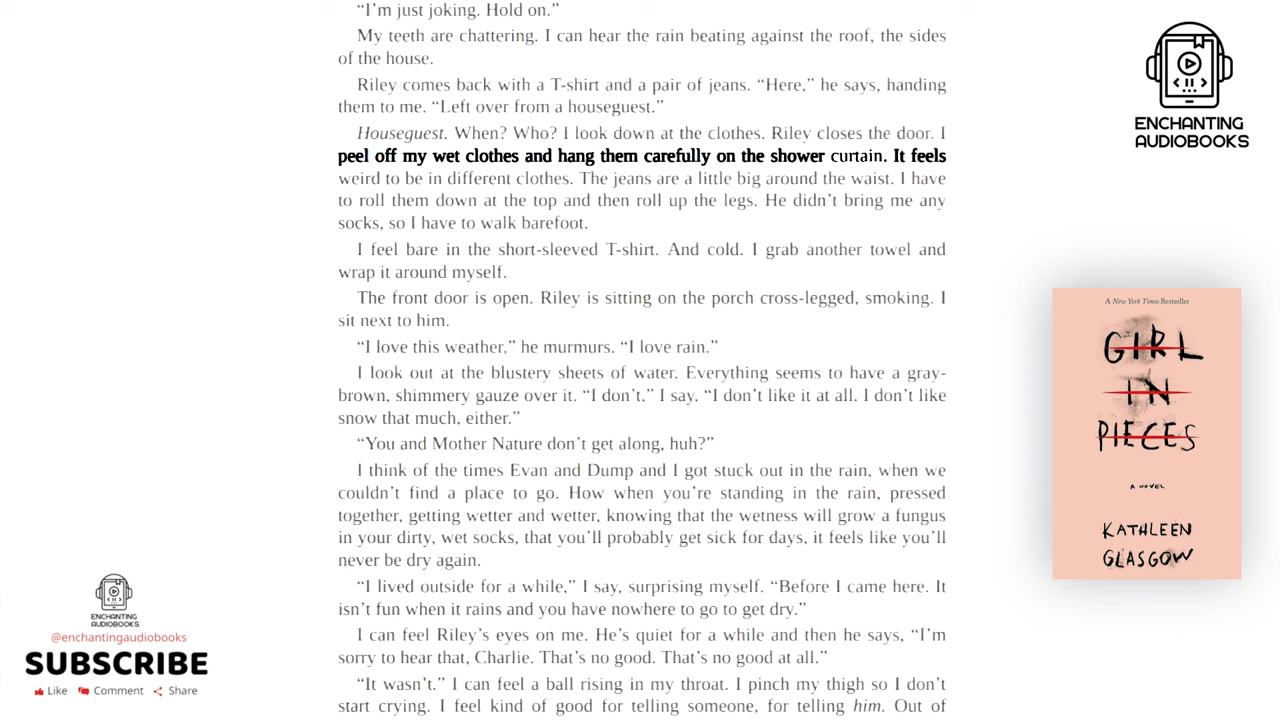 “I’m just joking. Hold on.”
My teeth are chattering. I can hear the rain beating against the roof, the sides
of the house.
Riley comes back with a T-shirt and a pair of jeans. “Here,” he says, handing
them to me. “Left over from a houseguest.”
Houseguest. When? Who? I look down at the clothes. Riley closes the door. I
peel off my wet clothes and hang them carefully on the shower curtain. It feels
weird to be in different clothes. The jeans are a little big around the waist. I have
to roll them down at the top and then roll up the legs. He didn’t bring me any
socks, so I have to walk barefoot.
I feel bare in the short-sleeved T-shirt. And cold. I grab another towel and
wrap it around myself.
The front door is open. Riley is sitting on the porch cross-legged, smoking. I
sit next to him.
“I love this weather,” he murmurs. “I love rain.”
I look out at the blustery sheets of water. Everything seems to have a gray-
brown, shimmery gauze over it. “I don’t,” I say. “I don’t like it at all. I don’t like
snow that much, either.”
“You and Mother Nature don’t get along, huh?”
I think of the times Evan and Dump and I got stuck out in the rain, when we
couldn’t find a place to go. How when you’re standing in the rain, pressed
together, getting wetter and wetter, knowing that the wetness will grow a fungus
in your dirty, wet socks, that you’ll probably get sick for days, it feels like you’ll
never be dry again.
“I lived outside for a while,” I say, surprising myself. “Before I came here. It
isn’t fun when it rains and you have nowhere to go to get dry.”
I can feel Riley’s eyes on me. He’s quiet for a while and then he says, “I’m
sorry to hear that, Charlie. That’s no good. That’s no good at all.”
“It wasn’t.” I can feel a ball rising in my throat. I pinch my thigh so I don’t
start crying. I feel kind of good for telling someone, for telling him. Out of
ENCHANTING
AUDIOBOOKS
A New York Times Bestseller
GIRL
IN
PIECES
A NOVEL
KATHLEEN
GLASGOW
ENCHANTING
AUDIOBOOKS
@enchantingaudiobooks
SUBSCRIBE
Like Comment Share